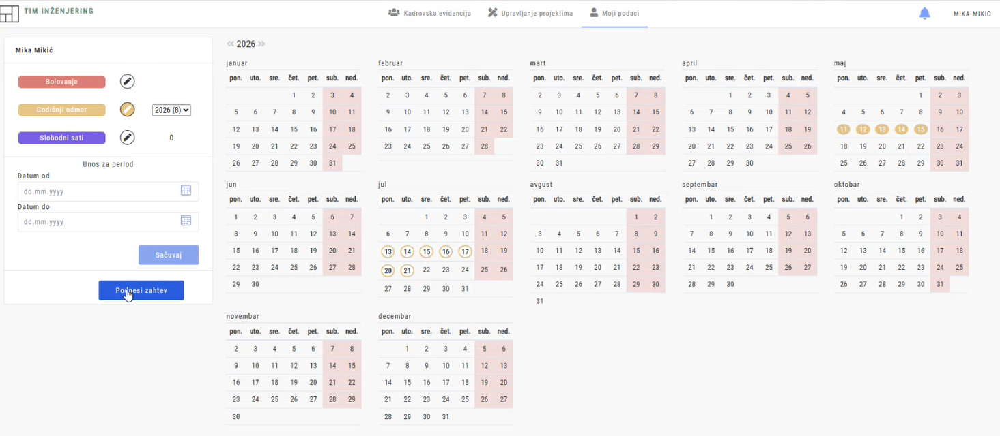 TIM INŽENJERING
Kadrovska evidencija
Upravljanje projektima
Moji podaci
MIKA.MIKIC
Mika Mikić
Bolovanje
Godišnji odmor 2026 (8)
Slobodni sati 0
Unos za period
Datum od
dd.mm.yyyy
Datum do
dd.mm.yyyy
Sačuvaj
Podnesi zahtev
« 2026 »
januar
pon. uto. sre. čet. pet. sub. ned.
1 2 3 4
5 6 7 8 9 10 11
12 13 14 15 16 17 18
19 20 21 22 23 24 25
26 27 28 29 30 31
februar
pon. uto. sre. čet. pet. sub. ned.
2 3 4 5 6 7 8
9 10 11 12 13 14 15
16 17 18 19 20 21 22
23 24 25 26 27 28
mart
pon. uto. sre. čet. pet. sub. ned.
2 3 4 5 6 7 8
9 10 11 12 13 14 15
16 17 18 19 20 21 22
23 24 25 26 27 28 29
30 31
april
pon. uto. sre. čet. pet. sub. ned.
1 2 3 4 5
6 7 8 9 10 11 12
13 14 15 16 17 18 19
20 21 22 23 24 25 26
27 28 29 30
maj
pon. uto. sre. čet. pet. sub. ned.
1 2 3
4 5 6 7 8 9 10
11 12 13 14 15 16 17
18 19 20 21 22 23 24
25 26 27 28 29 30 31
jun
pon. uto. sre. čet. pet. sub. ned.
1 2 3 4 5 6 7
8 9 10 11 12 13 14
15 16 17 18 19 20 21
22 23 24 25 26 27 28
29 30
jul
pon. uto. sre. čet. pet. sub. ned.
1 2 3 4 5
6 7 8 9 10 11 12
13 14 15 16 17 18 19
20 21 22 23 24 25 26
27 28 29 30 31
avgust
pon. uto. sre. čet. pet. sub. ned.
1 2
3 4 5 6 7 8 9
10 11 12 13 14 15 16
17 18 19 20 21 22 23
24 25 26 27 28 29 30
31
septembar
pon. uto. sre. čet. pet. sub. ned.
1 2 3 4 5 6
7 8 9 10 11 12 13
14 15 16 17 18 19 20
21 22 23 24 25 26 27
28 29 30
oktobar
pon. uto. sre. čet. pet. sub. ned.
1 2 3 4
5 6 7 8 9 10 11
12 13 14 15 16 17 18
19 20 21 22 23 24 25
26 27 28 29 30 31
novembar
pon. uto. sre. čet. pet. sub. ned.
2 3 4 5 6 7 8
9 10 11 12 13 14 15
16 17 18 19 20 21 22
23 24 25 26 27 28 29
30
decembar
pon. uto. sre. čet. pet. sub. ned.
1 2 3 4 5 6
7 8 9 10 11 12 13
14 15 16 17 18 19 20
21 22 23 24 25 26 27
28 29 30 31